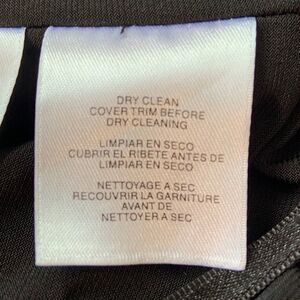 DRY CLEAN
COVER TRIM BEFORE
DRY CLEANING
LIMPIAR EN SECO
CUBRIR EL RIBETE ANTES DE
LIMPIAR EN SECO
NETTOYAGE A SEC
RECOUVRIR LA GARNITURE
AVANT DE
NETTOYER A SEC